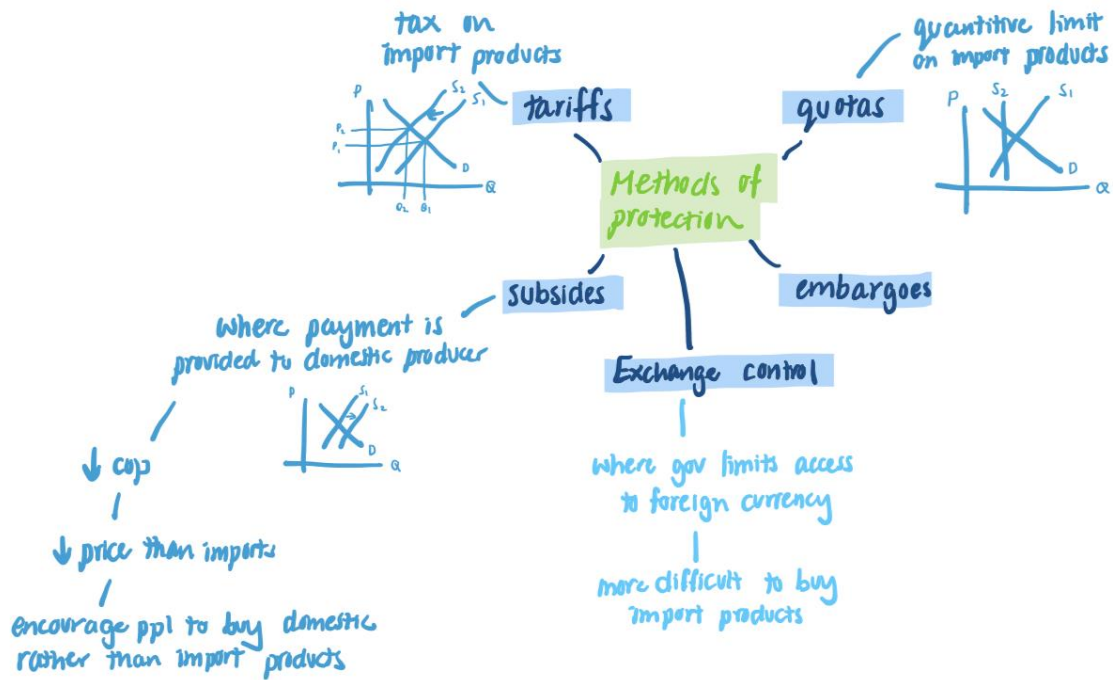 Methods of
protection
tariffs
tax on
import products
P
S2
S1
P2
P1
D
Q
Q2 Q1
quotas
quantitive limit
on import products
P
S2
S1
D
Q
subsides
where payment is
provided to domestic producer
P
S1
S2
D
Q
↓ cop
↓ price than imports
encourage ppl to buy domestic
rather than import products
Exchange control
where gov limits access
to foreign currency
more difficult to buy
import products
embargoes